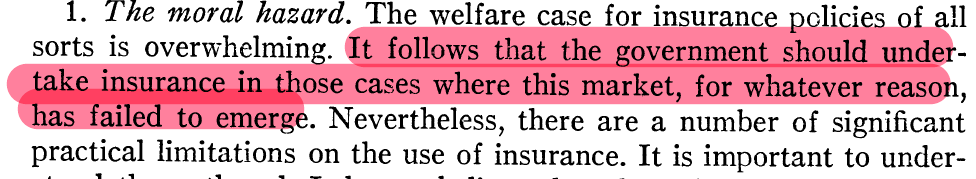 1. The moral hazard. The welfare case for insurance policies of all
sorts is overwhelming. It follows that the government should under-
take insurance in those cases where this market, for whatever reason,
has failed to emerge. Nevertheless, there are a number of significant
practical limitations on the use of insurance. It is important to under-